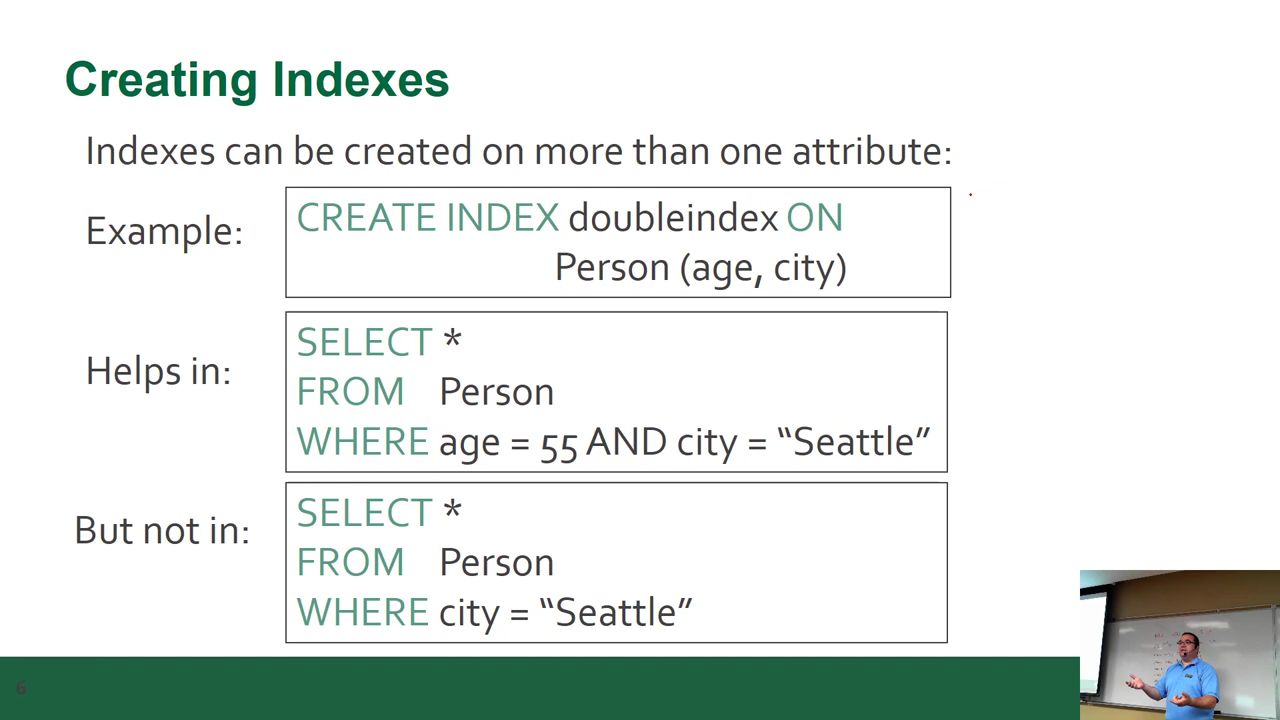 Creating Indexes
Indexes can be created on more than one attribute:
Example:
CREATE INDEX doubleindex ON
Person (age, city)
Helps in:
SELECT *
FROM Person
WHERE age = 55 AND city = “Seattle”
But not in:
SELECT *
FROM Person
WHERE city = “Seattle”
6